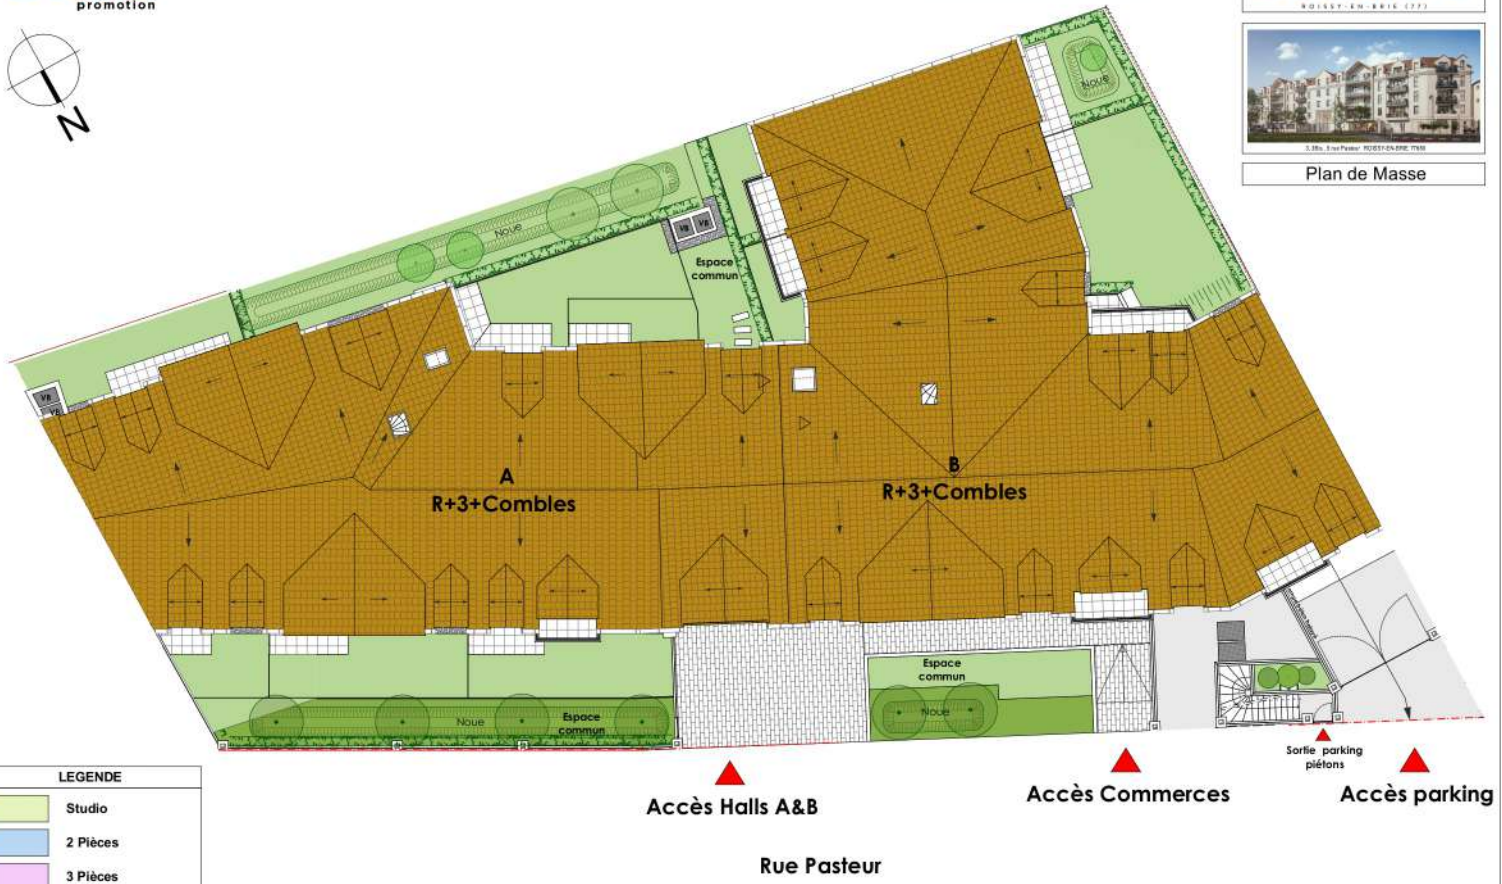 promotion
ROISSY-EN-BRIE (77)
N
Noue
Plan de Masse
Noue
VB
VB
Espace
commun
VB
VB
A
R+3+Combles
B
R+3+Combles
Espace
commun
Noue
Noue
Espace
commun
Sortie parking
piétons
Accès Halls A&B
Accès Commerces
Accès parking
Rue Pasteur
LEGENDE
Studio
2 Pièces
3 Pièces